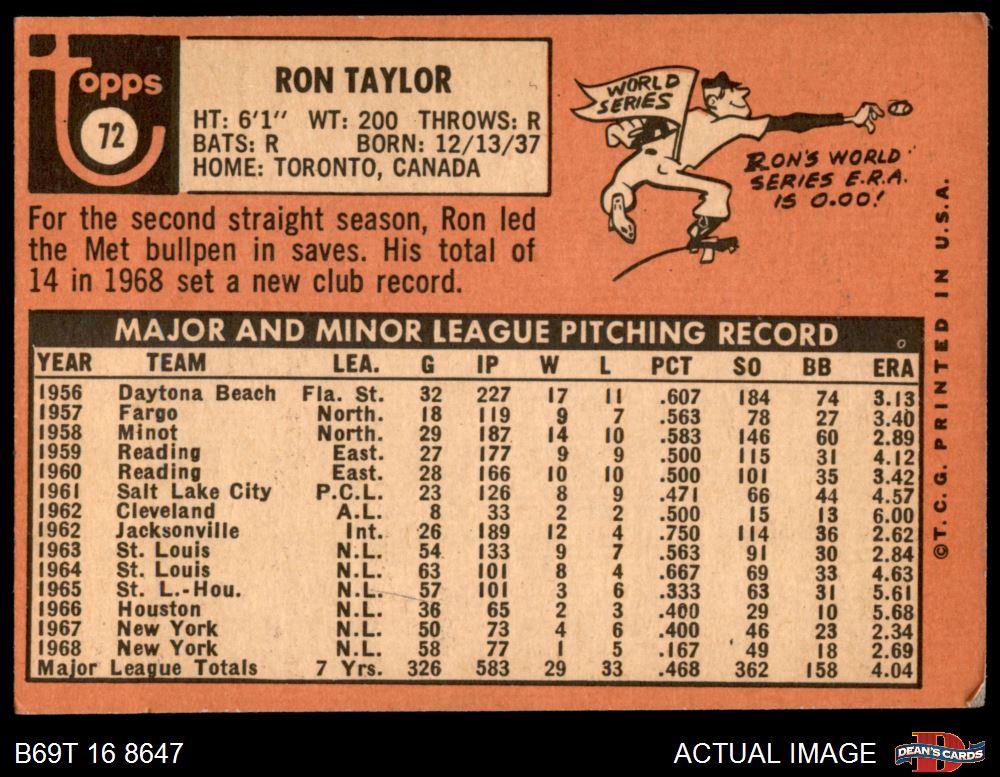 topps
72
RON TAYLOR
HT: 6'1" WT: 200 THROWS: R
BATS: R BORN: 12/13/37
HOME: TORONTO, CANADA
WORLD
SERIES
RON'S WORLD
SERIES E.R.A.
IS 0.00!
For the second straight season, Ron led
the Met bullpen in saves. His total of
14 in 1968 set a new club record.
MAJOR AND MINOR LEAGUE PITCHING RECORD
YEAR TEAM LEA. G IP W L PCT SO BB ERA
1956 Daytona Beach Fla. St. 32 227 17 11 .607 184 74 3.13
1957 Fargo North. 18 119 9 7 .563 78 27 3.40
1958 Minot North. 29 187 14 10 .583 146 60 2.89
1959 Reading East. 27 177 9 9 .500 115 31 4.12
1960 Reading East. 28 166 10 10 .500 101 35 3.42
1961 Salt Lake City P.C.L. 23 126 8 9 .471 66 44 4.57
1962 Cleveland A.L. 8 33 2 2 .500 15 13 6.00
1962 Jacksonville Int. 26 189 12 4 .750 114 36 2.62
1963 St. Louis N.L. 54 133 9 7 .563 91 30 2.84
1964 St. Louis N.L. 63 101 8 4 .667 69 33 4.63
1965 St. L.-Hou. N.L. 57 101 3 6 .333 63 31 5.61
1966 Houston N.L. 36 65 2 3 .400 29 10 5.68
1967 New York N.L. 50 73 4 6 .400 46 23 2.34
1968 New York N.L. 58 77 1 5 .167 49 18 2.69
Major League Totals 7 Yrs. 326 583 29 33 .468 362 158 4.04
©T.C.G. PRINTED IN U.S.A.
B69T 16 8647
ACTUAL IMAGE
DEAN'S CARDS